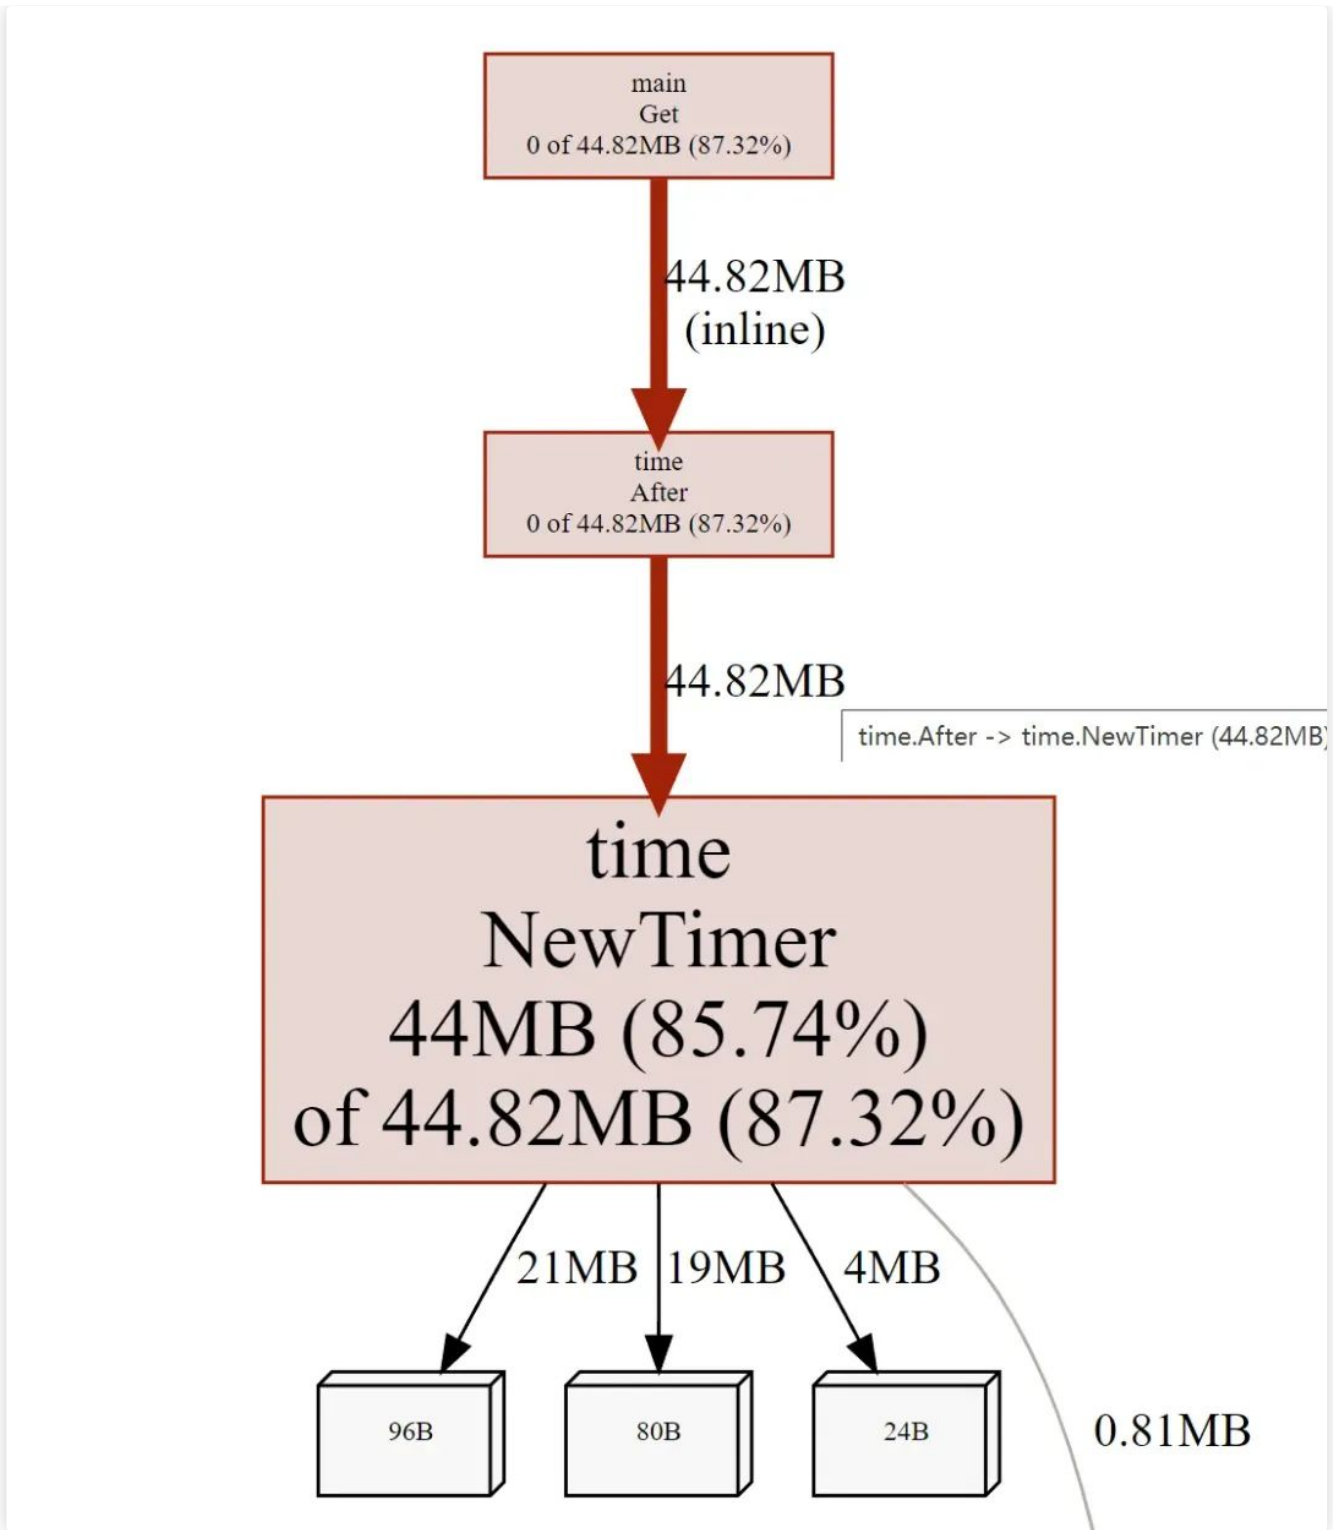 main
Get
0 of 44.82MB (87.32%)
44.82MB
(inline)
time
After
0 of 44.82MB (87.32%)
44.82MB
time.After -> time.NewTimer (44.82MB)
time
NewTimer
44MB (85.74%)
of 44.82MB (87.32%)
21MB
19MB
4MB
96B
80B
24B
0.81MB